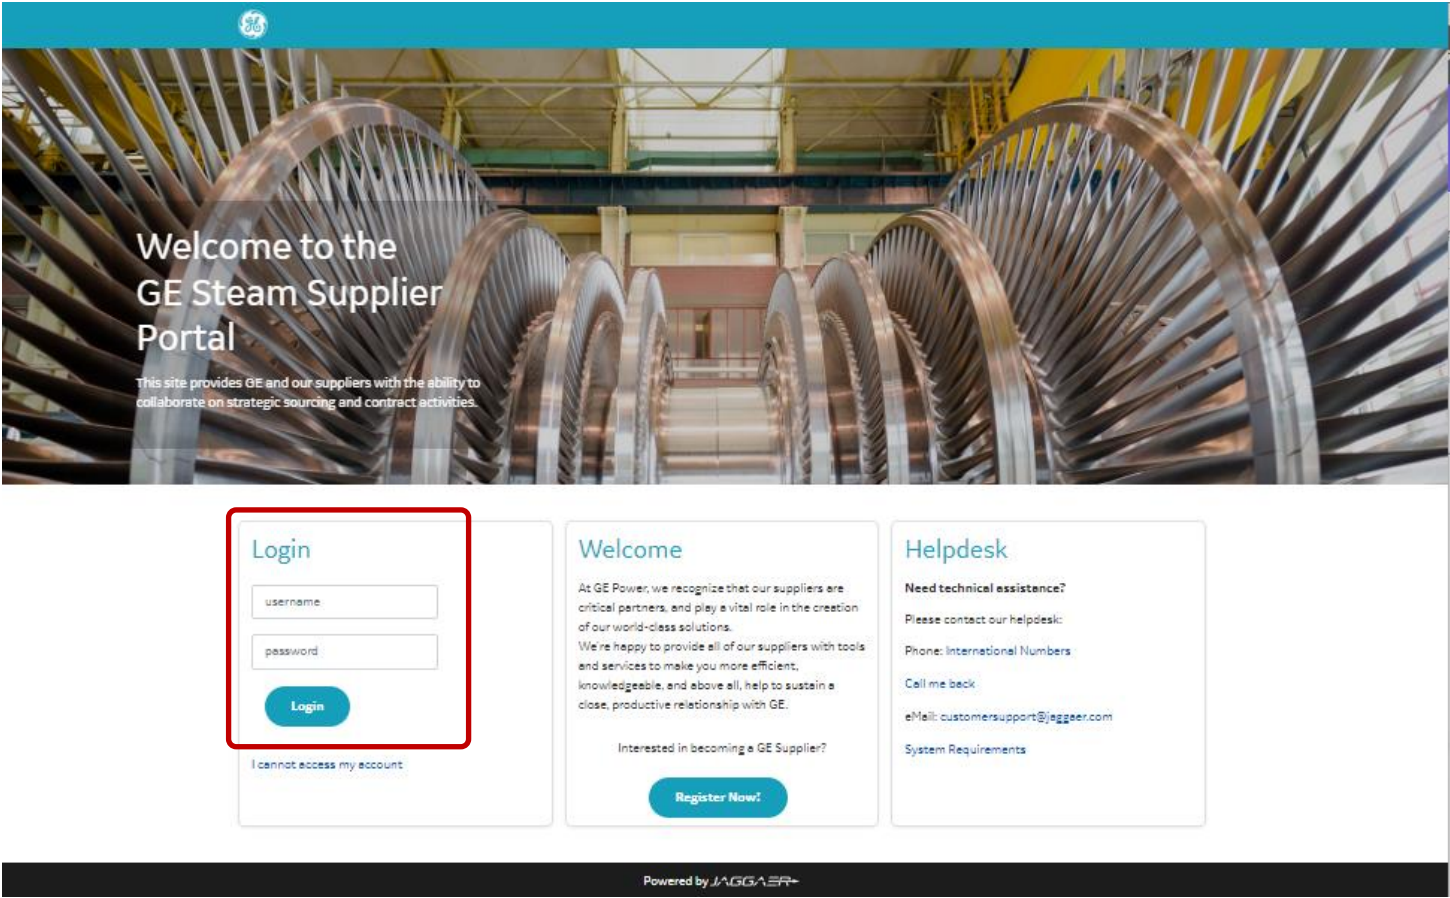 Welcome to the
GE Steam Supplier
Portal
This site provides GE and our suppliers with the ability to
collaborate on strategic sourcing and contract activities.
Login
username
password
Login
I cannot access my account
Welcome
At GE Power, we recognize that our suppliers are
critical partners, and play a vital role in the creation
of our world-class solutions.
We're happy to provide all of our suppliers with tools
and services to make you more efficient,
knowledgeable, and above all, help to sustain a
close, productive relationship with GE.
Interested in becoming a GE Supplier?
Register Now!
Helpdesk
Need technical assistance?
Please contact our helpdesk:
Phone: International Numbers
Call me back
eMail: customersupport@jaggaer.com
System Requirements
Powered by JAGGAER